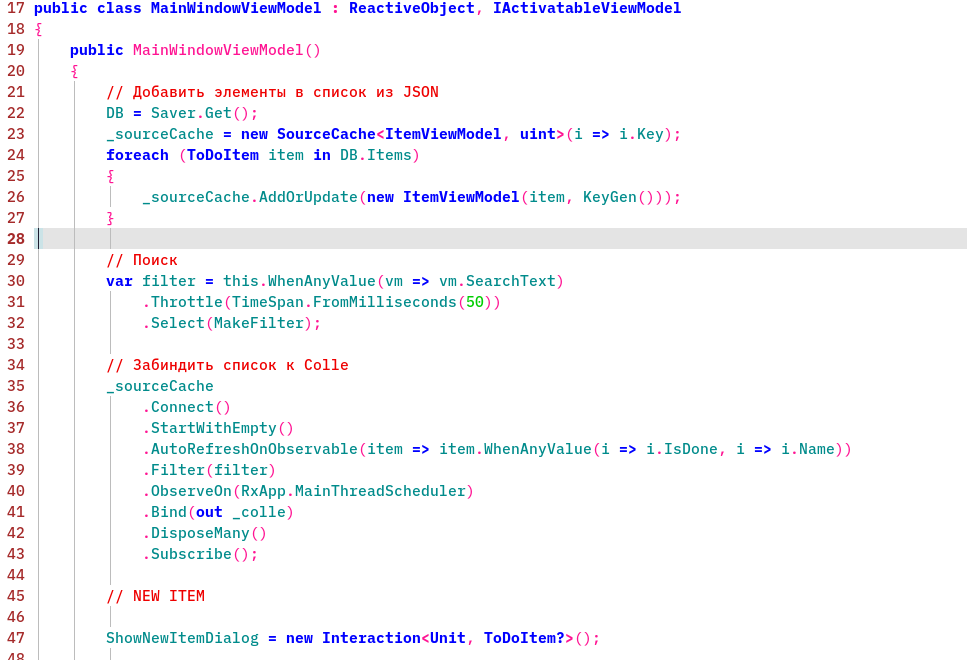 17 public class MainWindowViewModel : ReactiveObject, IActivatableViewModel
18 {
19     public MainWindowViewModel()
20     {
21         // Добавить элементы в список из JSON
22         DB = Saver.Get();
23         _sourceCache = new SourceCache<ItemViewModel, uint>(i => i.Key);
24         foreach (ToDoItem item in DB.Items)
25         {
26             _sourceCache.AddOrUpdate(new ItemViewModel(item, KeyGen()));
27         }
28
29         // Поиск
30         var filter = this.WhenAnyValue(vm => vm.SearchText)
31             .Throttle(TimeSpan.FromMilliseconds(50))
32             .Select(MakeFilter);
33
34         // Забиндить список к Colle
35         _sourceCache
36             .Connect()
37             .StartWithEmpty()
38             .AutoRefreshOnObservable(item => item.WhenAnyValue(i => i.IsDone, i => i.Name))
39             .Filter(filter)
40             .ObserveOn(RxApp.MainThreadScheduler)
41             .Bind(out _colle)
42             .DisposeMany()
43             .Subscribe();
44
45         // NEW ITEM
46
47         ShowNewItemDialog = new Interaction<Unit, ToDoItem?>();
48